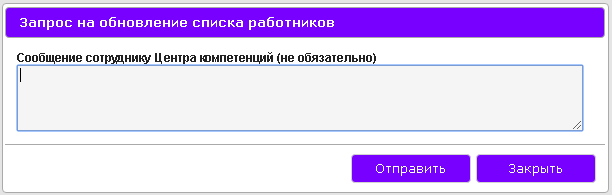 Запрос на обновление списка работников
Сообщение сотруднику Центра компетенций (не обязательно)
Отправить Закрыть